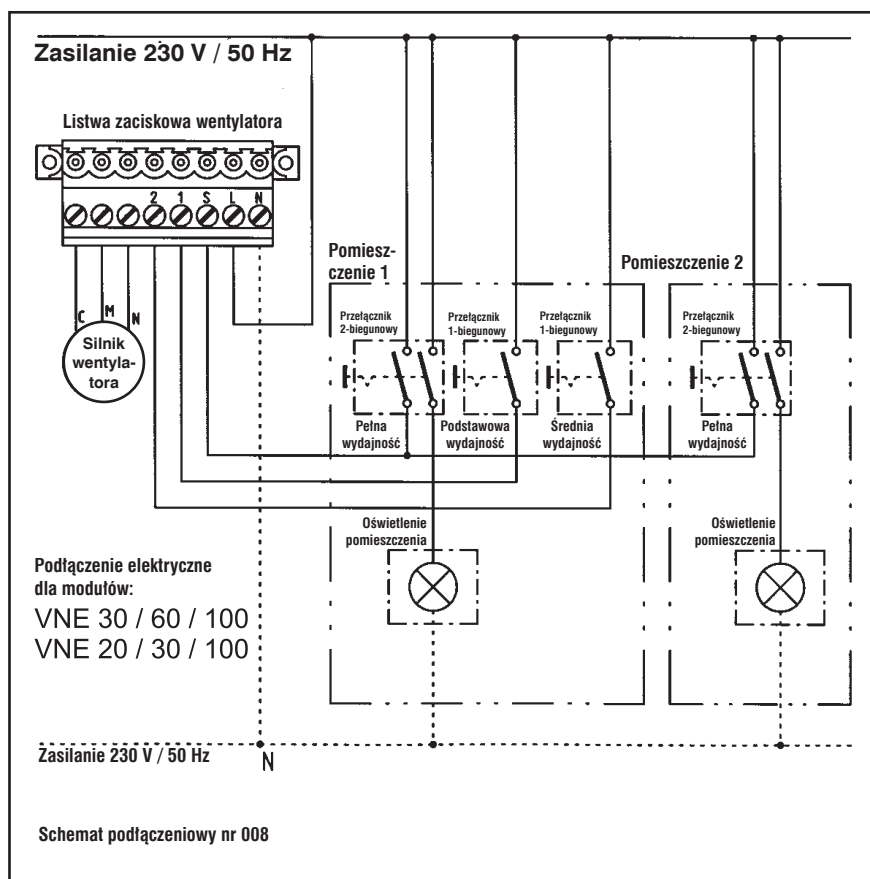 Zasilanie 230 V / 50 Hz
Listwa zaciskowa wentylatora
2 1 S L N
C M N
Silnik
wentyla-
tora
Pomiesz-
czenie 1
Pomieszczenie 2
Przełącznik
2-biegunowy
Przełącznik
1-biegunowy
Przełącznik
1-biegunowy
Przełącznik
2-biegunowy
Pełna
wydajność
Podstawowa
wydajność
Średnia
wydajność
Pełna
wydajność
Oświetlenie
pomieszczenia
Oświetlenie
pomieszczenia
Podłączenie elektryczne
dla modułów:
VNE 30 / 60 / 100
VNE 20 / 30 / 100
Zasilanie 230 V / 50 Hz
N
Schemat podłączeniowy nr 008